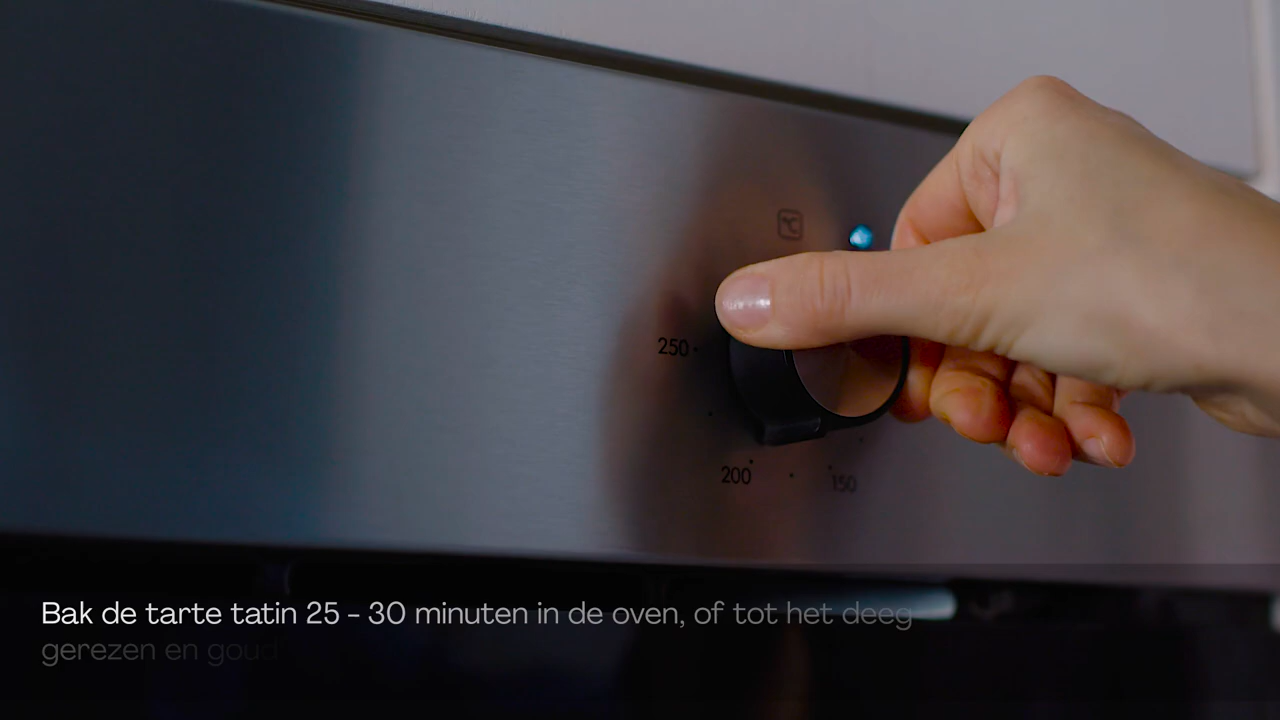 ℃
250
200
150
Bak de tarte tatin 25 - 30 minuten in de oven, of tot het deeg
gerezen en goud